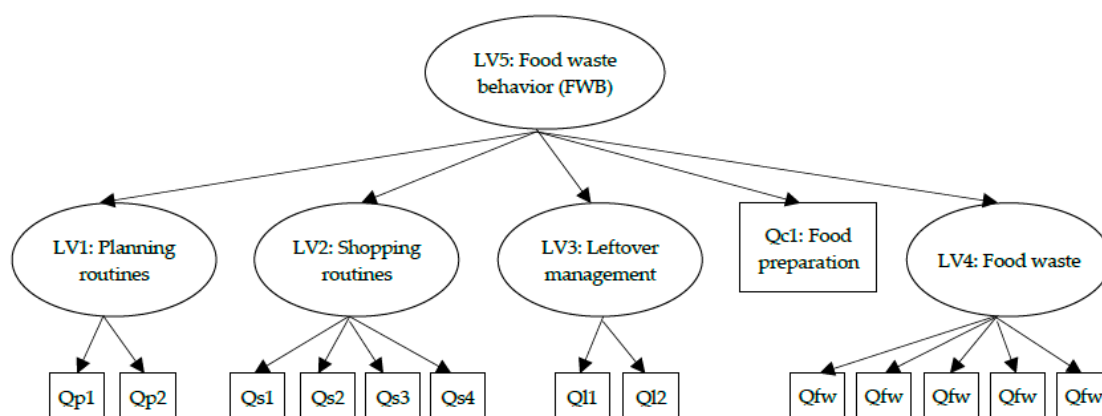 LV5: Food waste
behavior (FWB)
LV1: Planning
routines
LV2: Shopping
routines
LV3: Leftover
management
Qc1: Food
preparation
LV4: Food waste
Qp1 Qp2 Qs1 Qs2 Qs3 Qs4 Ql1 Ql2 Qfw Qfw Qfw Qfw Qfw